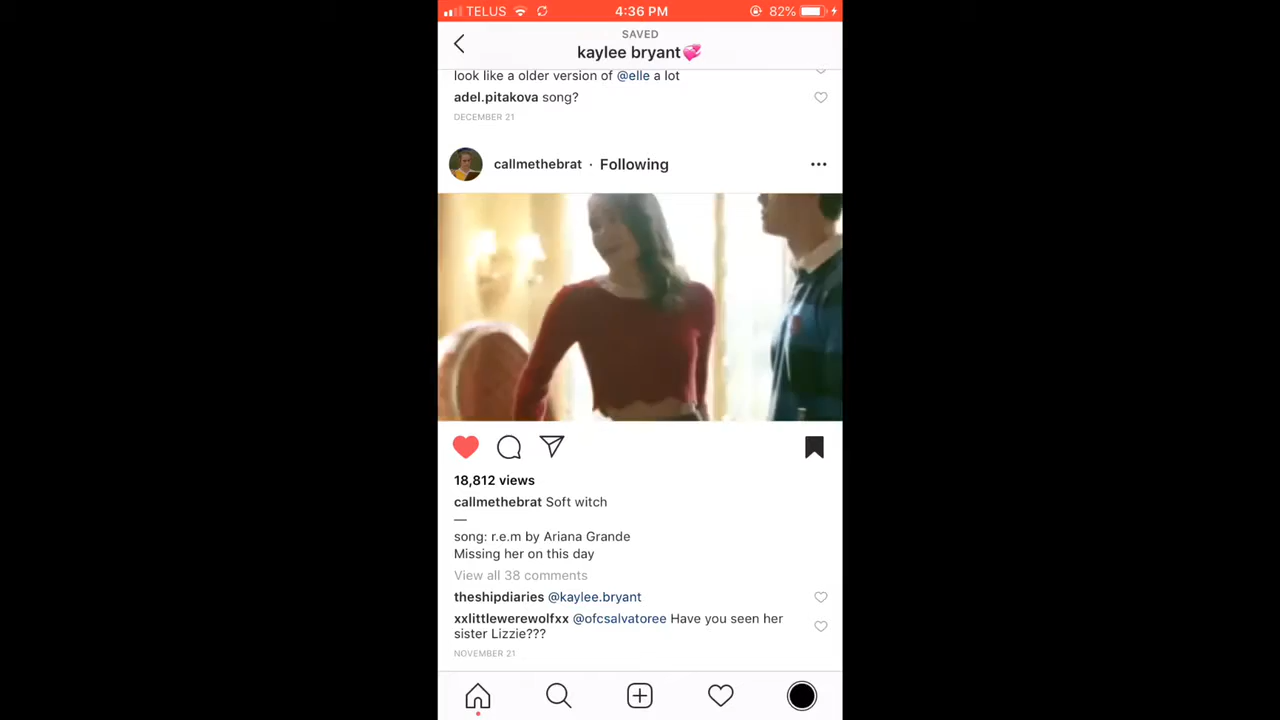 TELUS 4:36 PM 82%
SAVED
kaylee bryant💞
look like a older version of @elle a lot
adel.pitakova song?
DECEMBER 21
callmethebrat · Following
18,812 views
callmethebrat Soft witch
—
song: r.e.m by Ariana Grande
Missing her on this day
View all 38 comments
theshipdiaries @kaylee.bryant
xxlittlewerewolfxx @ofcsalvatoree Have you seen her
sister Lizzie???
NOVEMBER 21